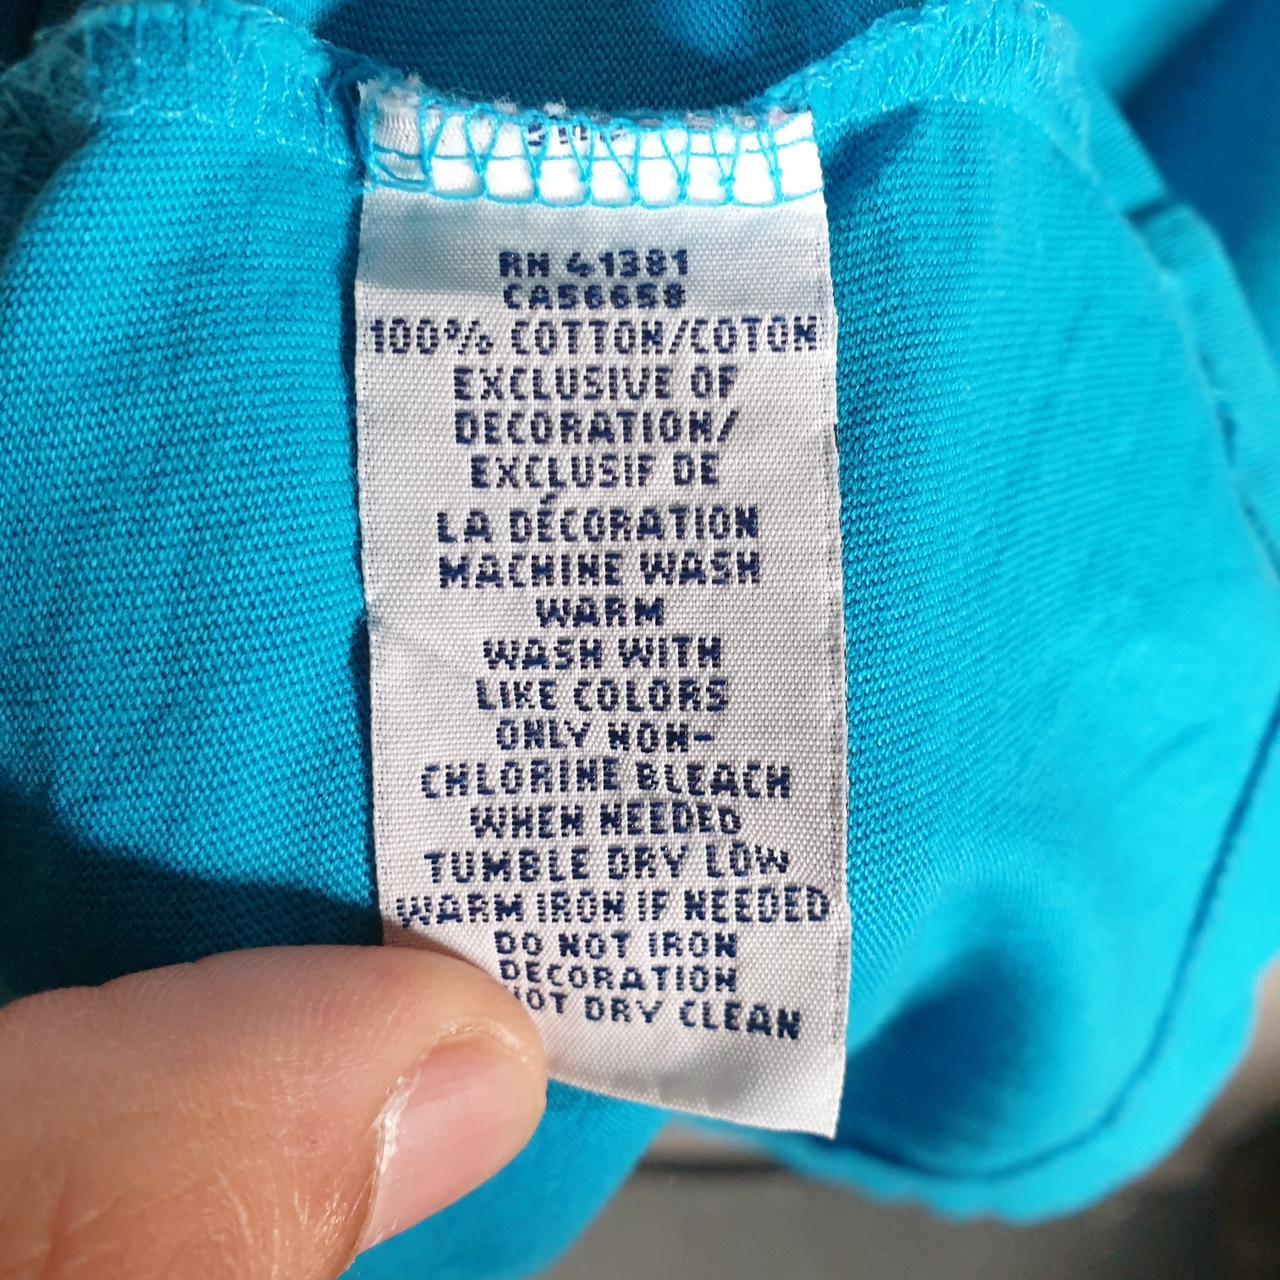 RN 41381
CA56658
100% COTTON/COTON
EXCLUSIVE OF
DECORATION/
EXCLUSIF DE
LA DÉCORATION
MACHINE WASH
WARM
WASH WITH
LIKE COLORS
ONLY NON-
CHLORINE BLEACH
WHEN NEEDED
TUMBLE DRY LOW
WARM IRON IF NEEDED
DO NOT IRON
DECORATION
NOT DRY CLEAN